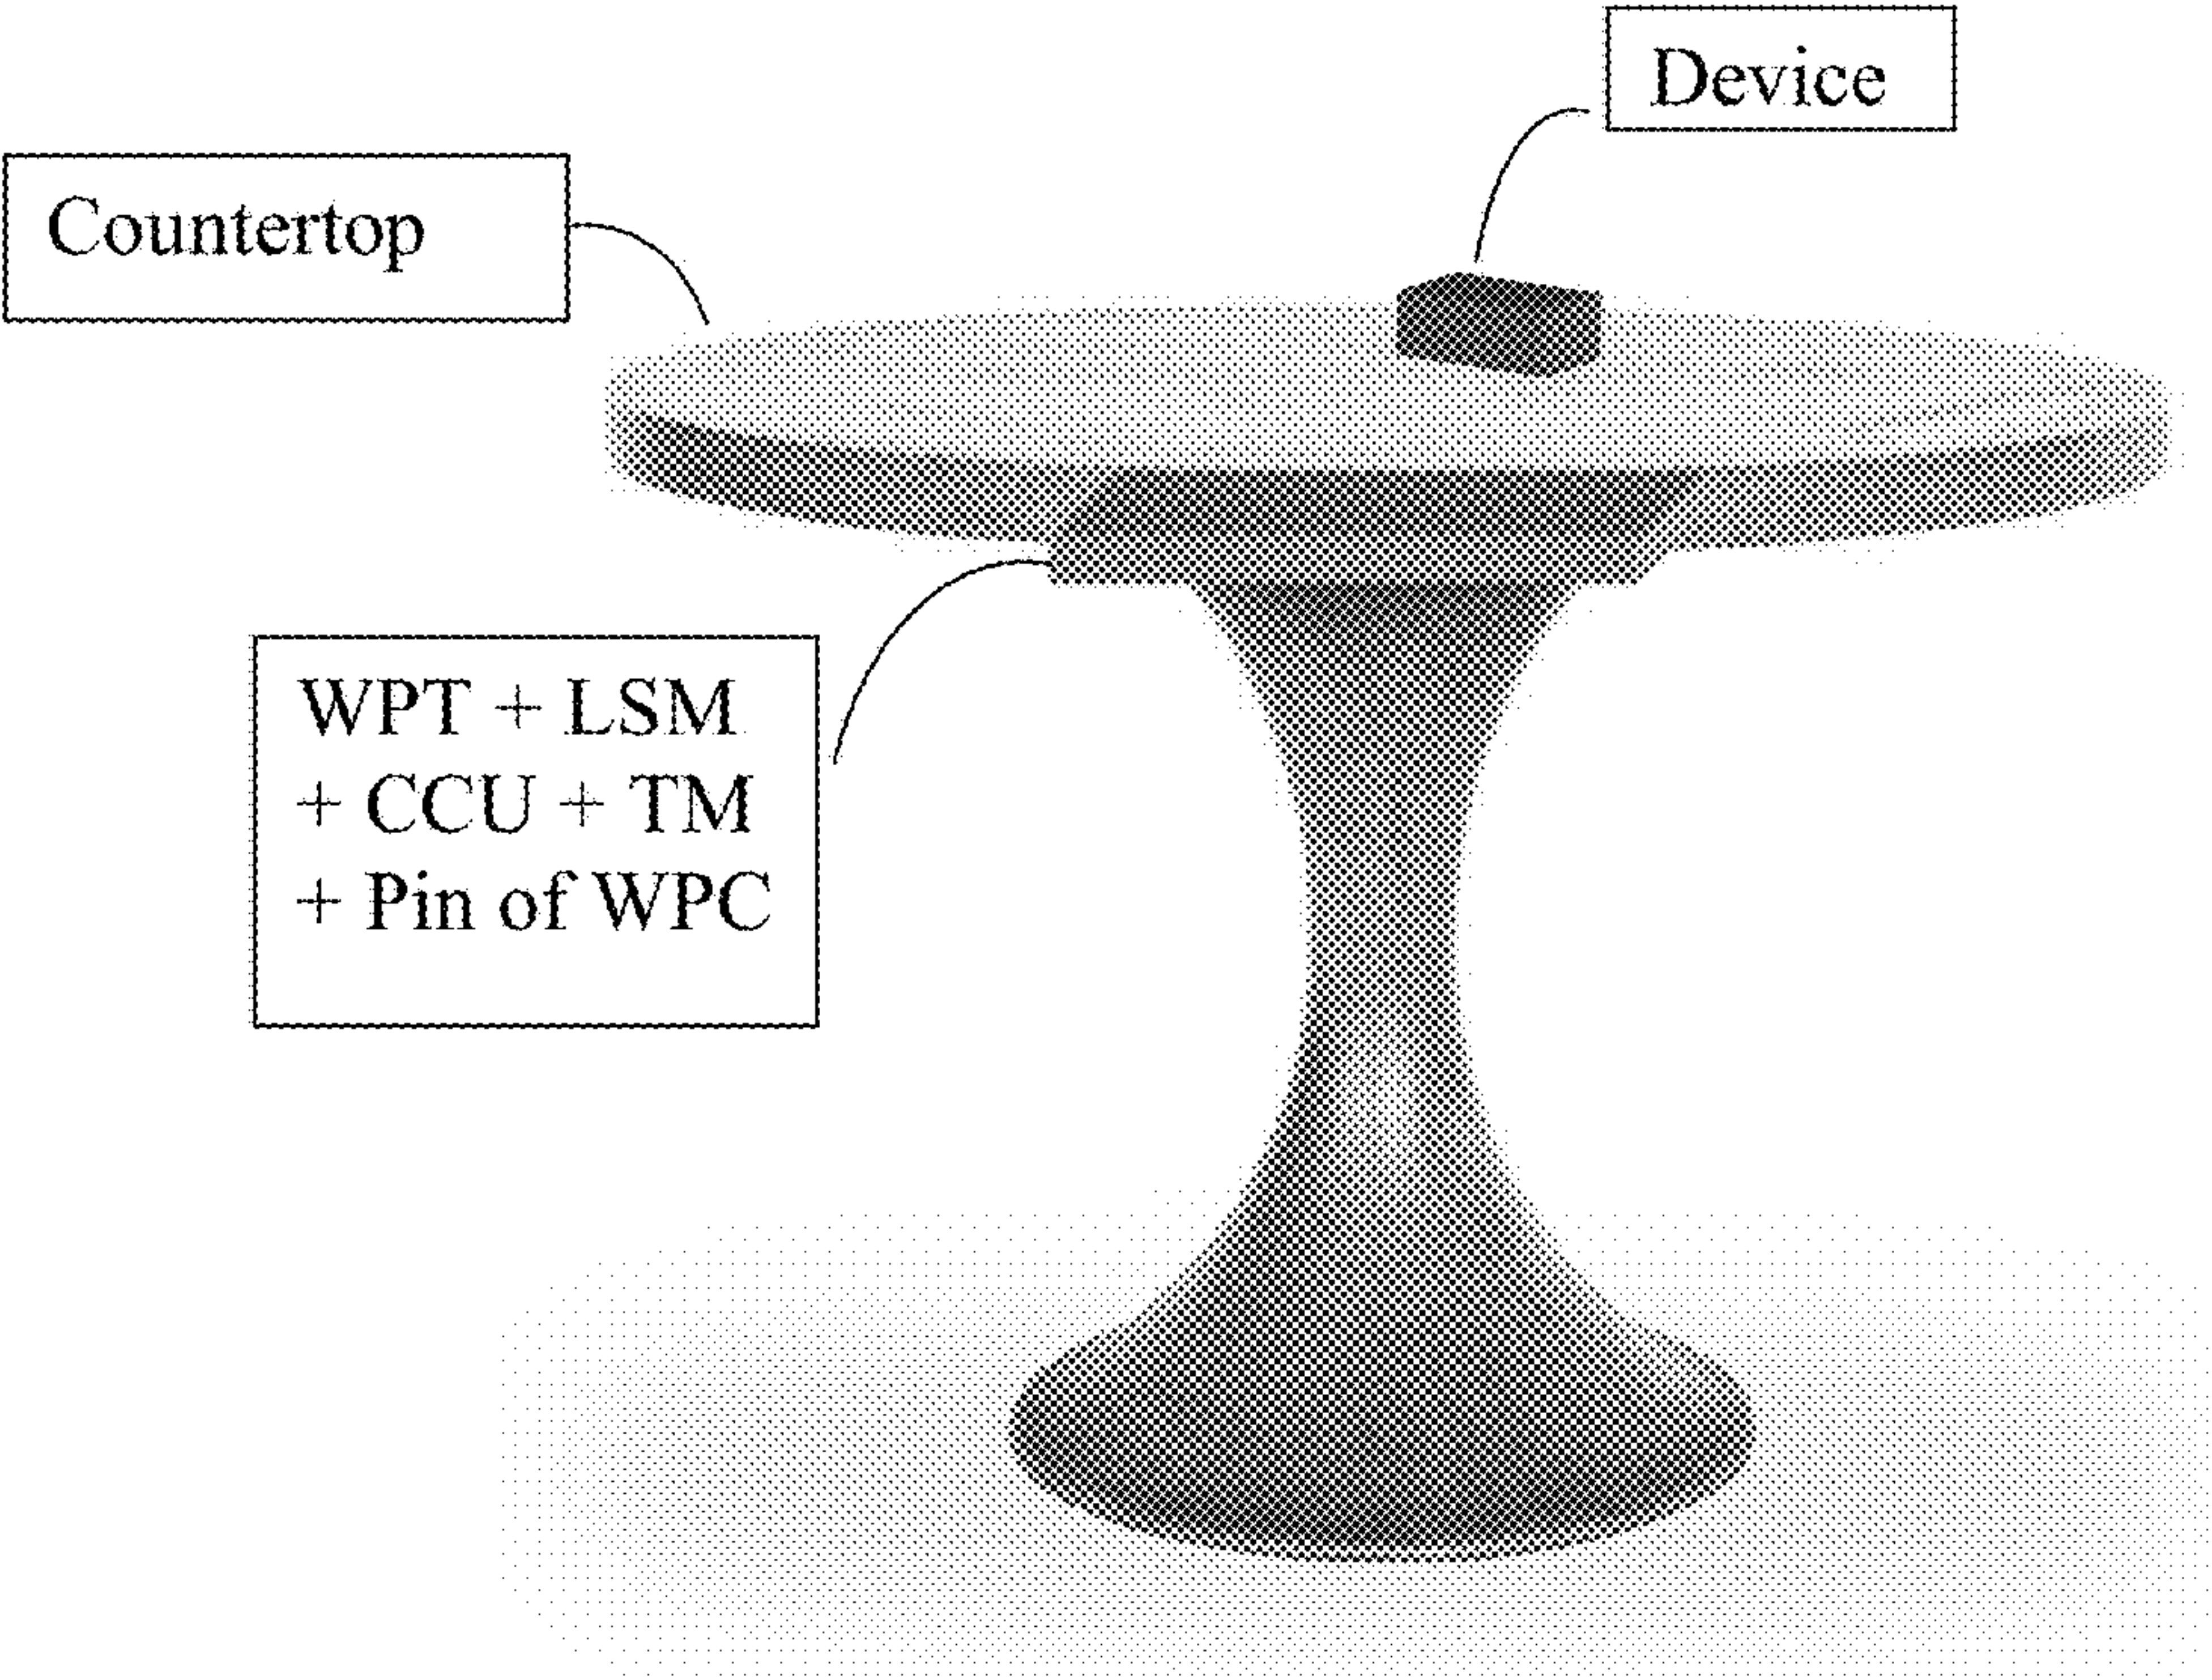 Device
Countertop
WPT + LSM
+ CCU + TM
+ Pin of WPC